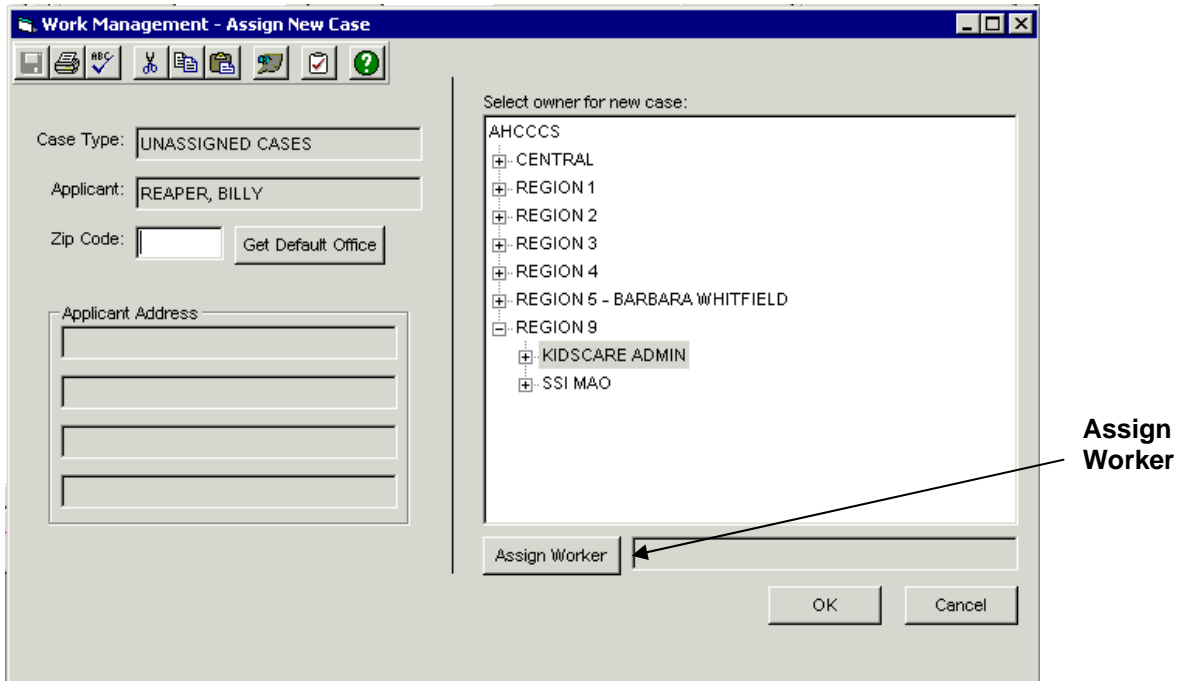 Work Management - Assign New Case
ABC
Select owner for new case:
Case Type: UNASSIGNED CASES
Applicant: REAPER, BILLY
Zip Code:
Get Default Office
Applicant Address
AHCCCS
CENTRAL
REGION 1
REGION 2
REGION 3
REGION 4
REGION 5 - BARBARA WHITFIELD
REGION 9
KIDSCARE ADMIN
SSI MAO
Assign
Worker
Assign Worker
OK
Cancel